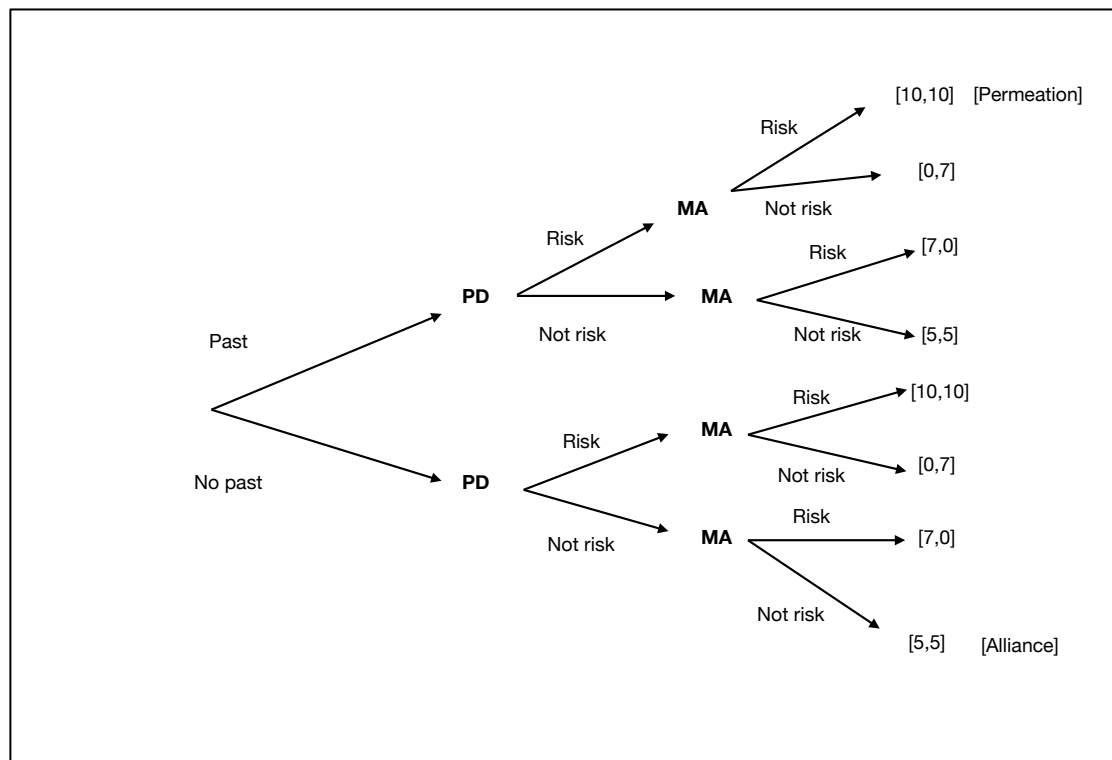 [10,10] [Permeation]
Risk
[0,7]
MA
Not risk
Risk
Risk
[7,0]
PD
MA
Past
Not risk
Not risk
[5,5]
Risk
[10,10]
Risk
MA
No past
PD
Not risk
[0,7]
Risk
Not risk
MA
[7,0]
Not risk
[5,5] [Alliance]